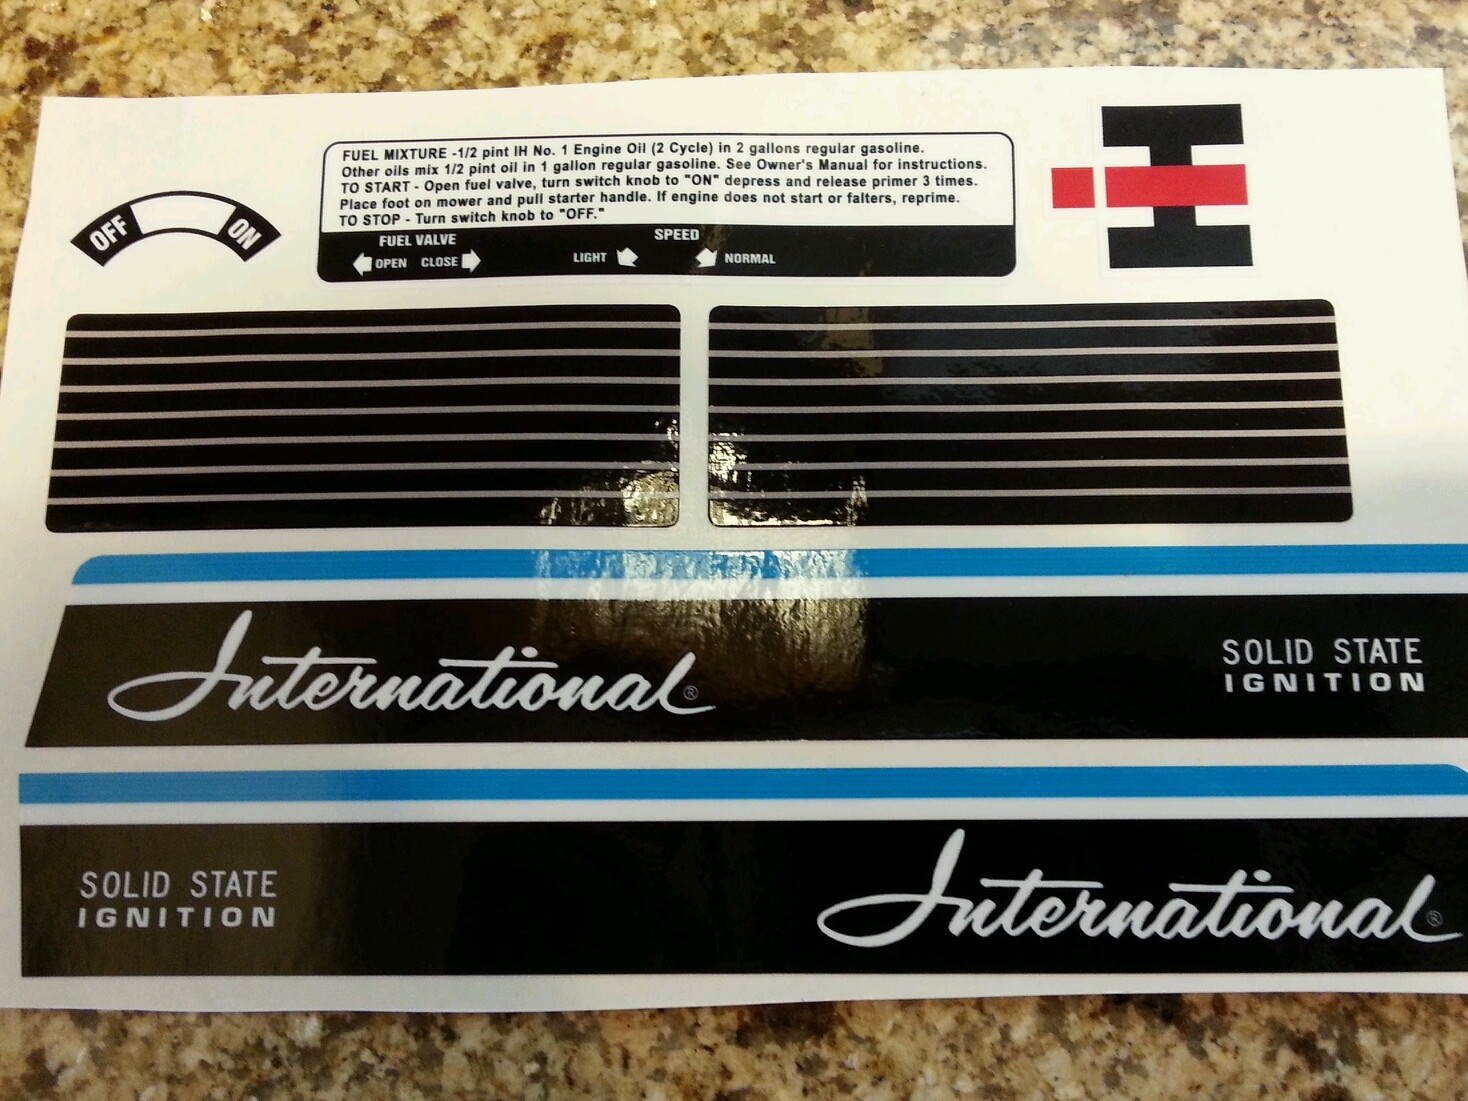 OFF
ON
FUEL MIXTURE -1/2 pint IH No. 1 Engine Oil (2 Cycle) in 2 gallons regular gasoline.
Other oils mix 1/2 pint oil in 1 gallon regular gasoline. See Owner's Manual for instructions.
TO START - Open fuel valve, turn switch knob to "ON" depress and release primer 3 times.
Place foot on mower and pull starter handle. If engine does not start or falters, reprime.
TO STOP - Turn switch knob to "OFF."
FUEL VALVE
OPEN CLOSE
SPEED
LIGHT NORMAL
International®
SOLID STATE
IGNITION
SOLID STATE
IGNITION
International®